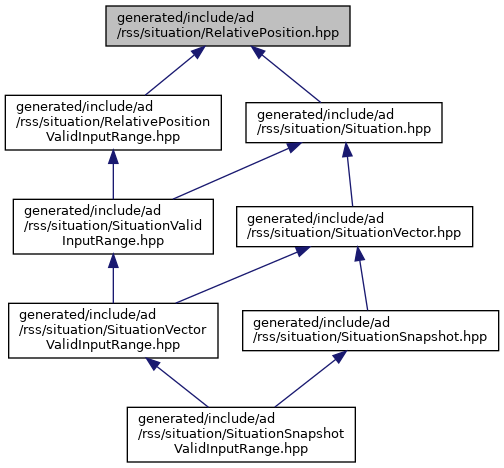 generated/include/ad
/rss/situation/RelativePosition.hpp
generated/include/ad
/rss/situation/RelativePosition
ValidInputRange.hpp
generated/include/ad
/rss/situation/Situation.hpp
generated/include/ad
/rss/situation/SituationValid
InputRange.hpp
generated/include/ad
/rss/situation/SituationVector.hpp
generated/include/ad
/rss/situation/SituationVector
ValidInputRange.hpp
generated/include/ad
/rss/situation/SituationSnapshot.hpp
generated/include/ad
/rss/situation/SituationSnapshot
ValidInputRange.hpp